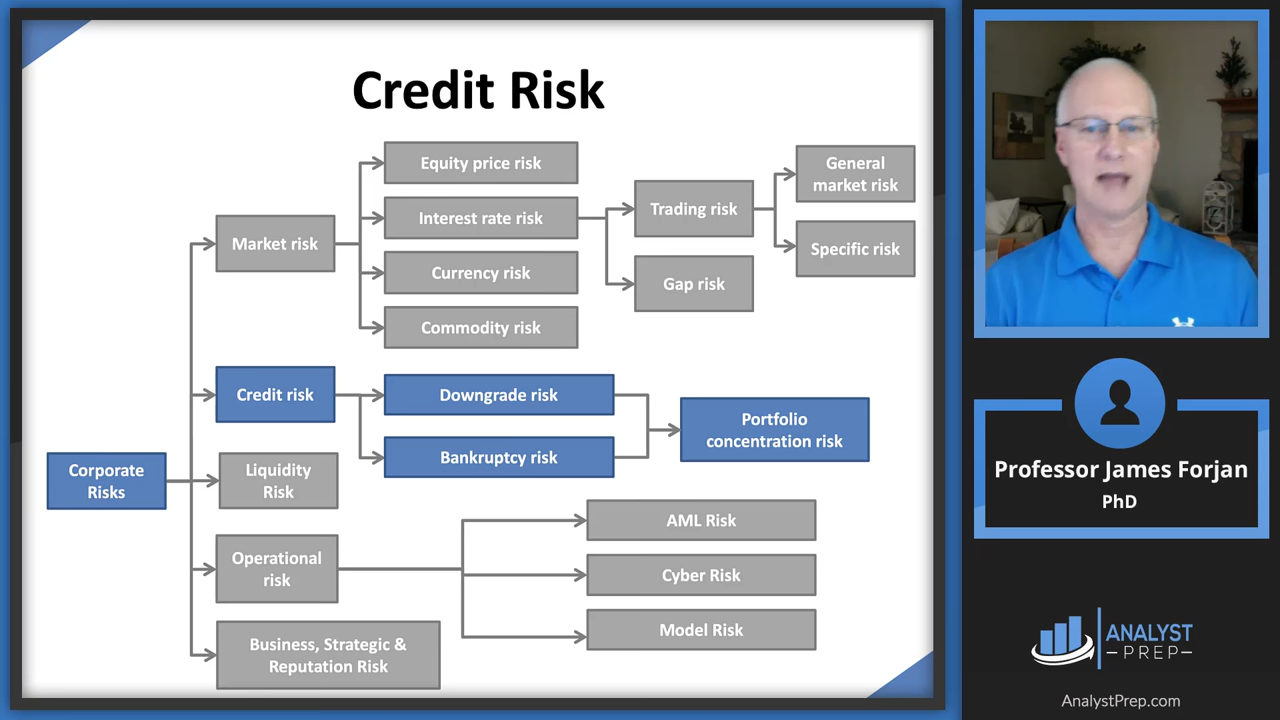 Credit Risk
Equity price risk
Interest rate risk
Currency risk
Commodity risk
Market risk
Trading risk
Gap risk
General
market risk
Specific risk
Credit risk
Downgrade risk
Bankruptcy risk
Portfolio
concentration risk
Corporate
Risks
Liquidity
Risk
Operational
risk
AML Risk
Cyber Risk
Model Risk
Business, Strategic &
Reputation Risk
Professor James Forjan
PhD
ANALYST
PREP
AnalystPrep.com